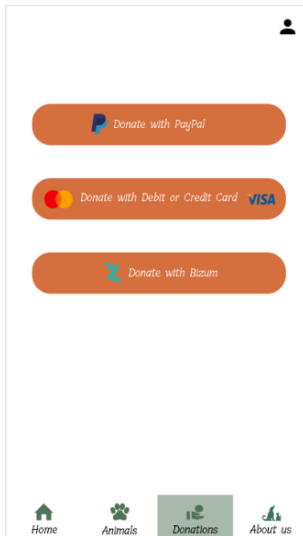 Donate with PayPal
Donate with Debit or Credit Card VISA
Donate with Bizum
Home Animals Donations About us